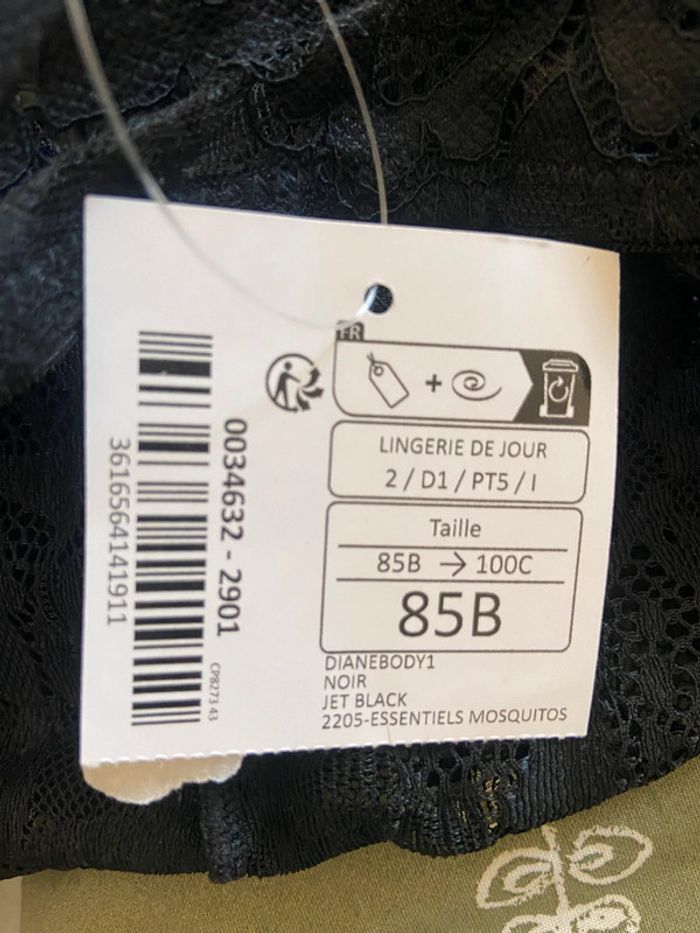 FR
+
LINGERIE DE JOUR
2 / D1 / PT5 / I
Taille
85B → 100C
85B
DIANEBODY1
NOIR
JET BLACK
2205-ESSENTIELS MOSQUITOS
0034632 - 2901
3616564141911
CP8273 43